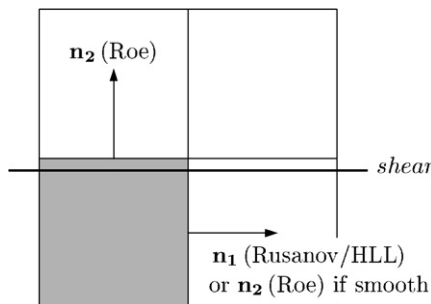 n₂ (Roe)
shear
n₁ (Rusanov/HLL)
or n₂ (Roe) if smooth